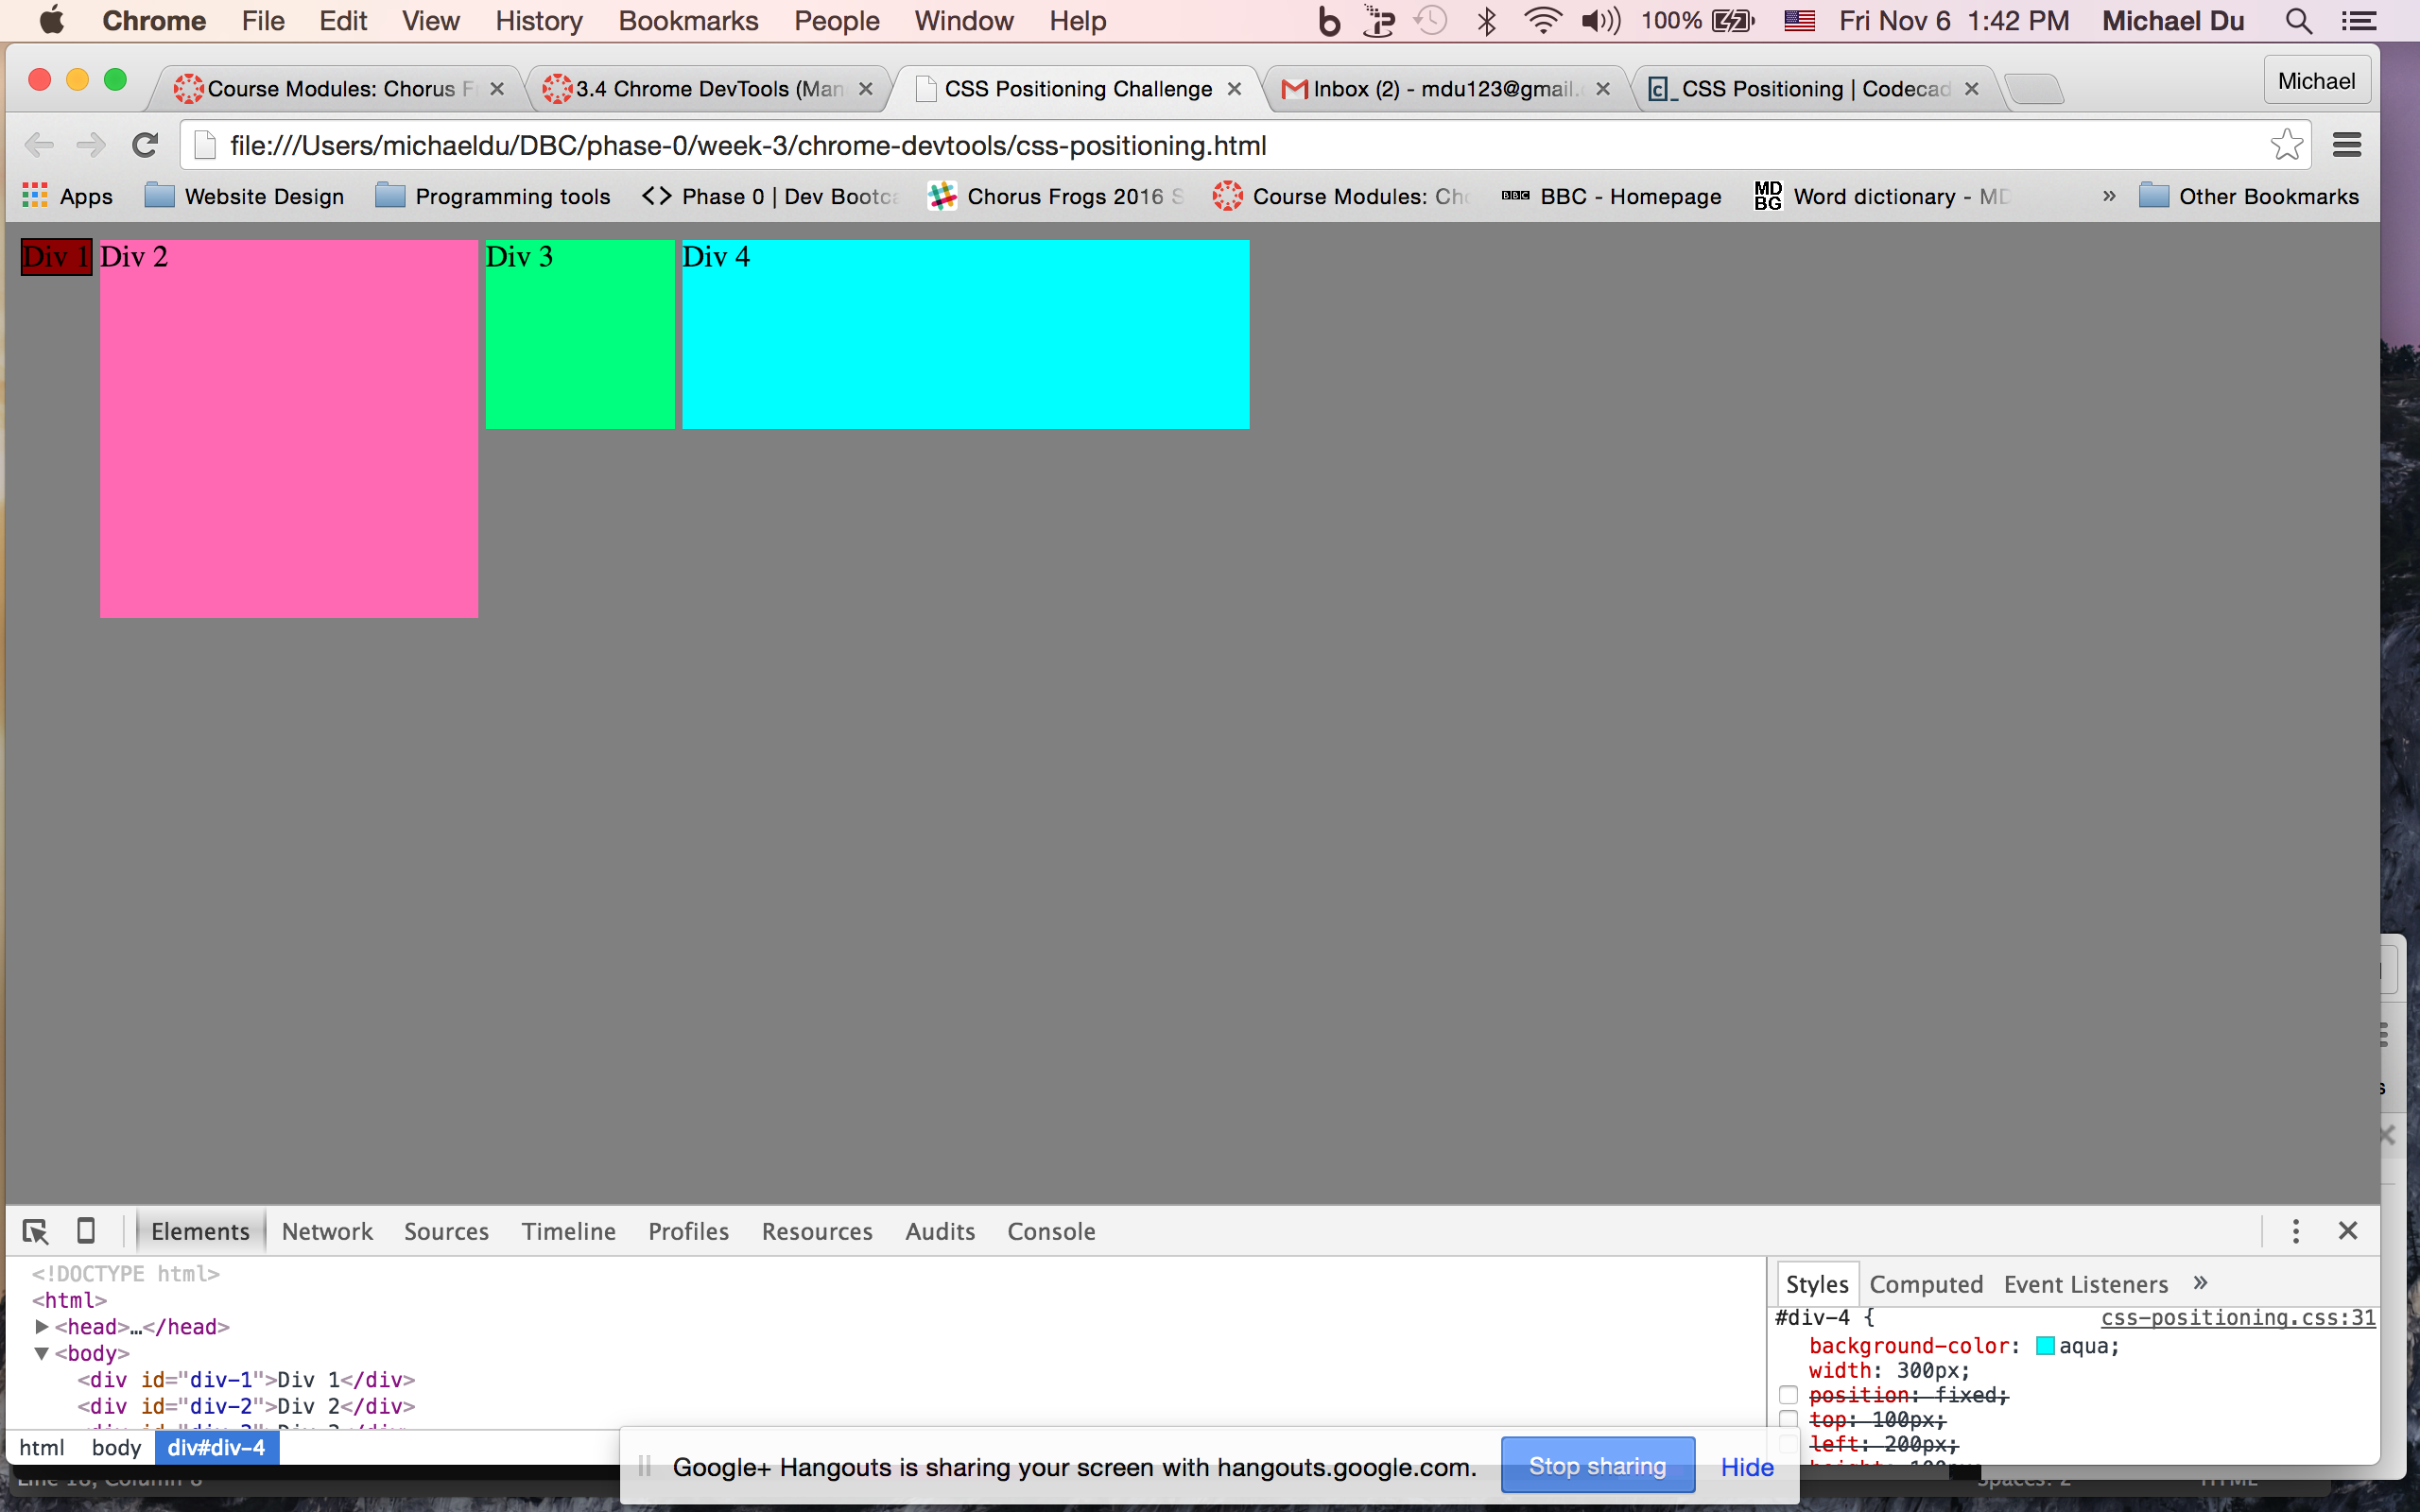 Chrome File Edit View History Bookmarks People Window Help 100% Fri Nov 6 1:42 PM Michael Du
Course Modules: Chorus F 3.4 Chrome DevTools (Man CSS Positioning Challenge Inbox (2) - mdu123@gmail. CSS Positioning | Codecad Michael
file:///Users/michaeldu/DBC/phase-0/week-3/chrome-devtools/css-positioning.html
Apps Website Design Programming tools Phase 0 | Dev Bootc Chorus Frogs 2016 S Course Modules: Cho BBC BBC - Homepage MDBG Word dictionary - MD » Other Bookmarks
Div 1 Div 2 Div 3 Div 4
Elements Network Sources Timeline Profiles Resources Audits Console
<!DOCTYPE html>
<html>
<head>…</head>
<body>
<div id="div-1">Div 1</div>
<div id="div-2">Div 2</div>
html body div#div-4
Styles Computed Event Listeners »
#div-4 { css-positioning.css:31
background-color: aqua;
width: 300px;
position: fixed;
top: 100px;
left: 200px;
Google+ Hangouts is sharing your screen with hangouts.google.com. Stop sharing Hide